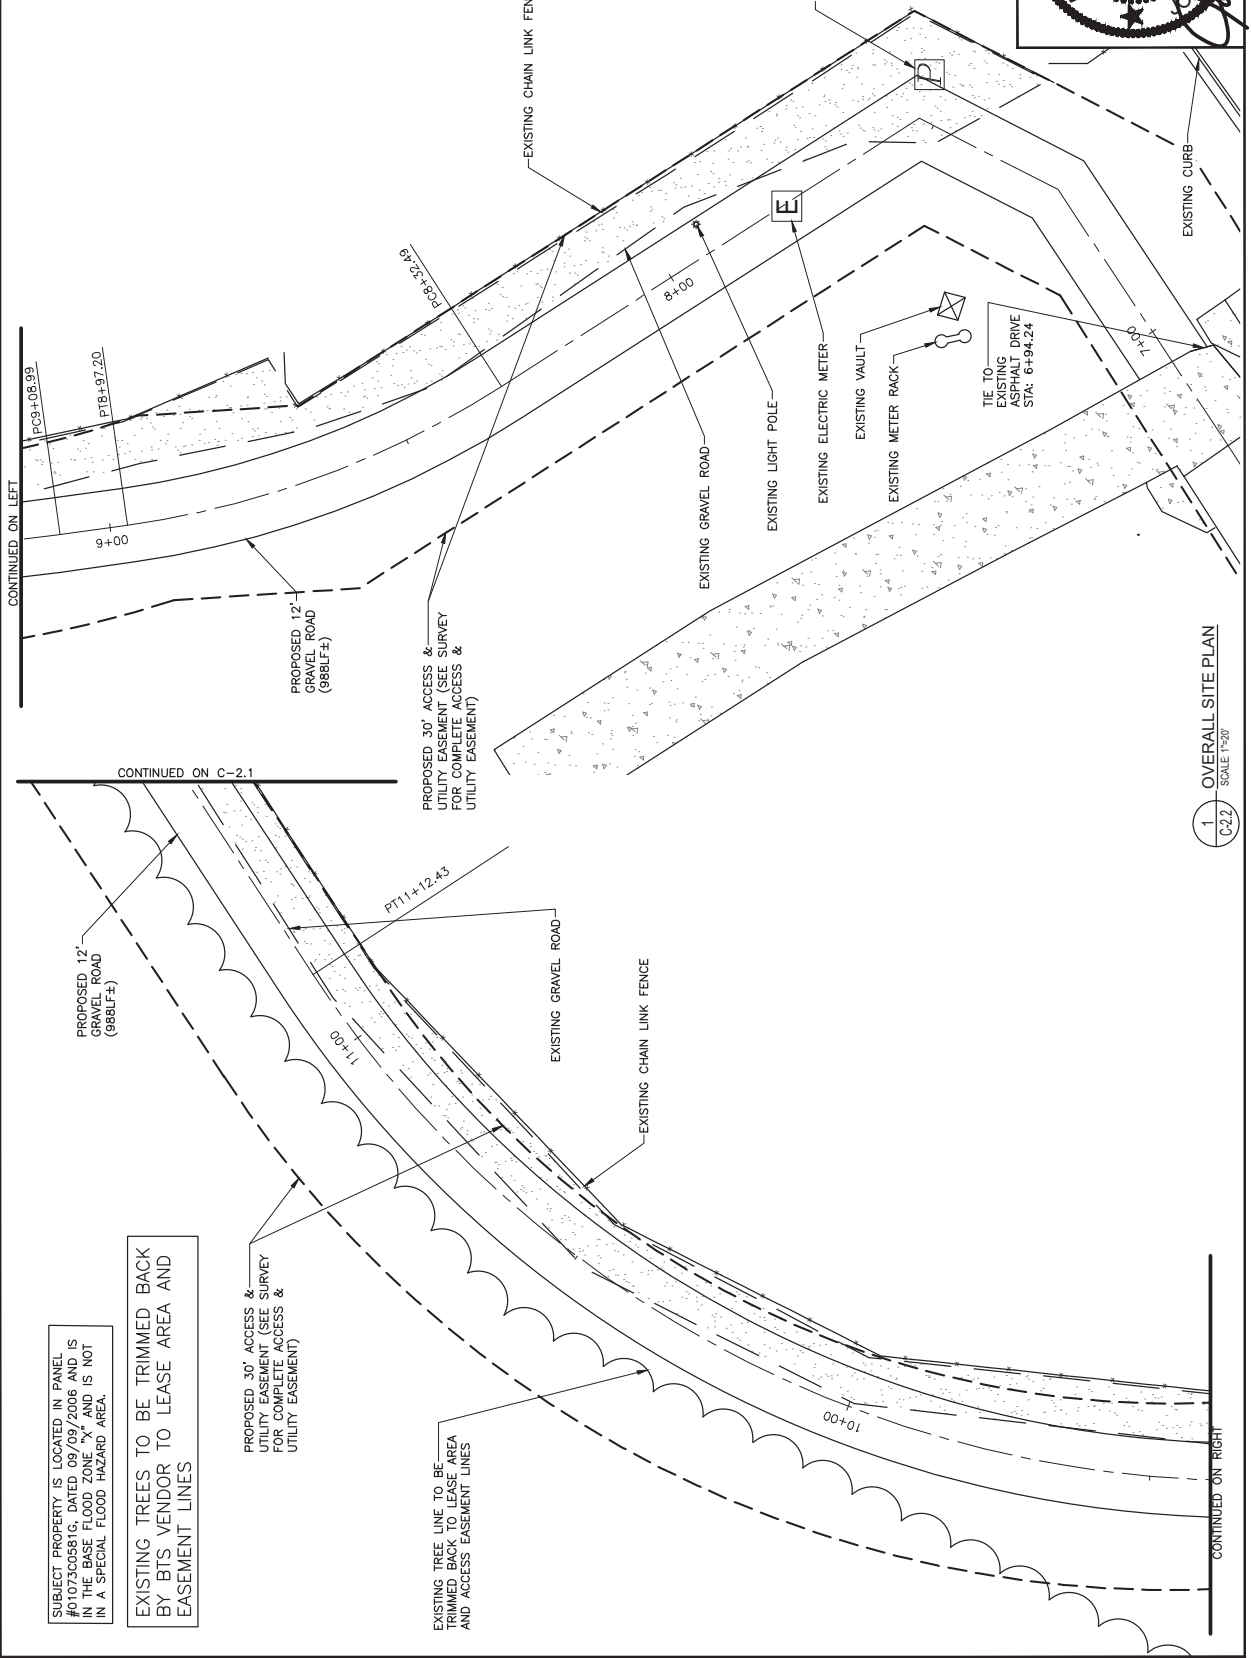 SUBJECT PROPERTY IS LOCATED IN PANEL
#01073C0581G, DATED 09/09/2006 AND IS
IN THE BASE FLOOD ZONE "X" AND IS NOT
IN A SPECIAL FLOOD HAZARD AREA.
EXISTING TREES TO BE TRIMMED BACK
BY BTS VENDOR TO LEASE AREA AND
EASEMENT LINES
PROPOSED 30' ACCESS &
UTILITY EASEMENT (SEE SURVEY
FOR COMPLETE ACCESS &
UTILITY EASEMENT)
EXISTING TREE LINE TO BE
TRIMMED BACK TO LEASE AREA
AND ACCESS EASEMENT LINES
PROPOSED 12'
GRAVEL ROAD
(988LF±)
CONTINUED ON C-2.1
PT11+12.43
11+00
EXISTING GRAVEL ROAD
EXISTING CHAIN LINK FENCE
10+00
CONTINUED ON RIGHT
CONTINUED ON LEFT
PC9+08.99
PT8+97.20
9+00
PROPOSED 12'
GRAVEL ROAD
(988LF±)
PROPOSED 30' ACCESS &
UTILITY EASEMENT (SEE SURVEY
FOR COMPLETE ACCESS &
UTILITY EASEMENT)
PC8+32.49
EXISTING CHAIN LINK FEN
8+00
EXISTING GRAVEL ROAD
EXISTING LIGHT POLE
E
EXISTING ELECTRIC METER
EXISTING VAULT
EXISTING METER RACK
P
TIE TO
EXISTING
ASPHALT DRIVE
STA: 6+94.24
7+00
EXISTING CURB
1
C-2.2
OVERALL SITE PLAN
SCALE: 1"=20'